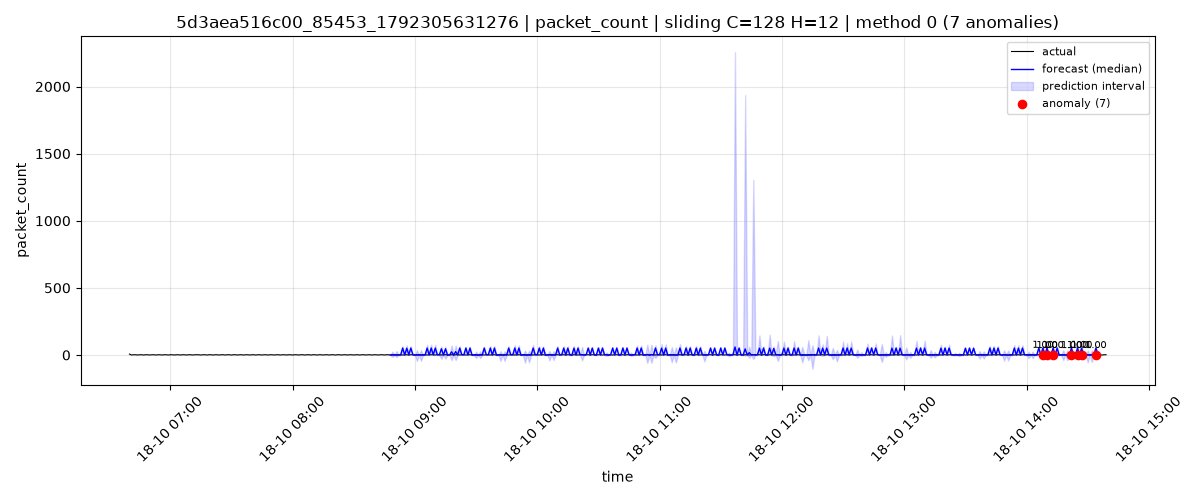 5d3aea516c00_85453_1792305631276 | packet_count | sliding C=128 H=12 | method 0 (7 anomalies)
actual
forecast (median)
prediction interval
anomaly (7)
packet_count
2000
1500
1000
500
0
18-10 07:00
18-10 08:00
18-10 09:00
18-10 10:00
18-10 11:00
18-10 12:00
18-10 13:00
18-10 14:00
18-10 15:00
time